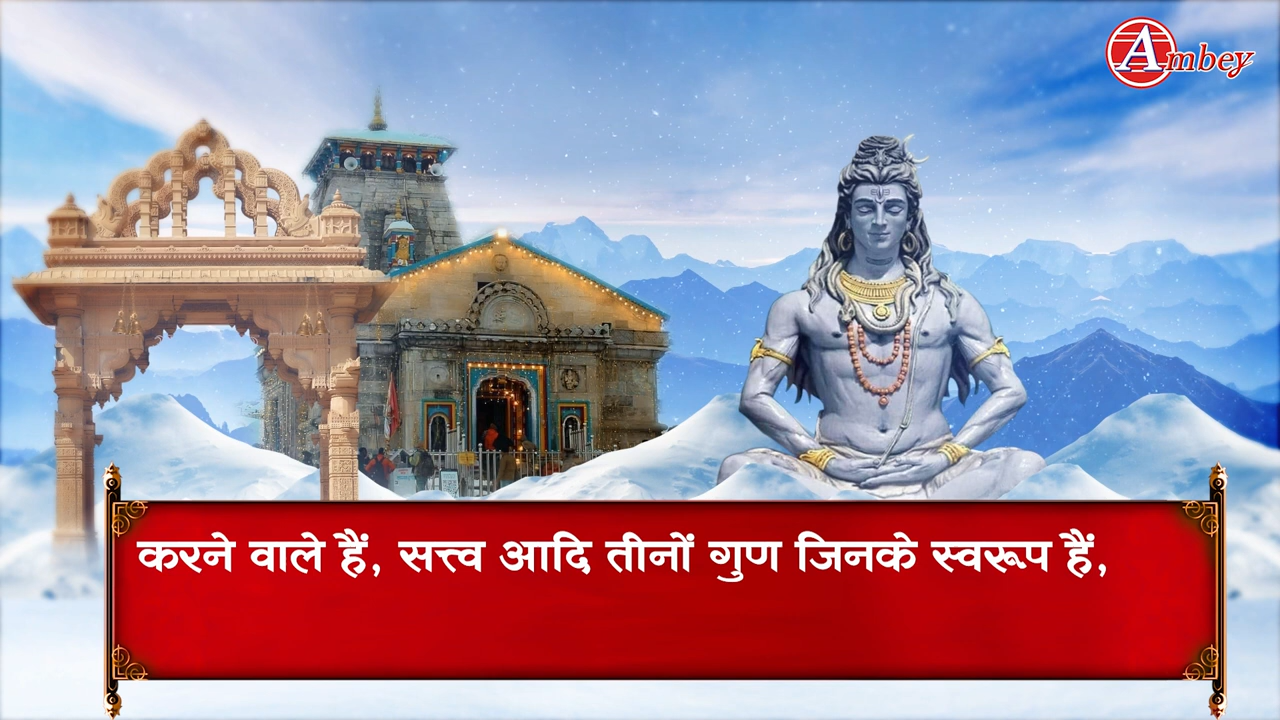 Ambey
करने वाले हैं, सत्त्व आदि तीनों गुण जिनके स्वरूप हैं,